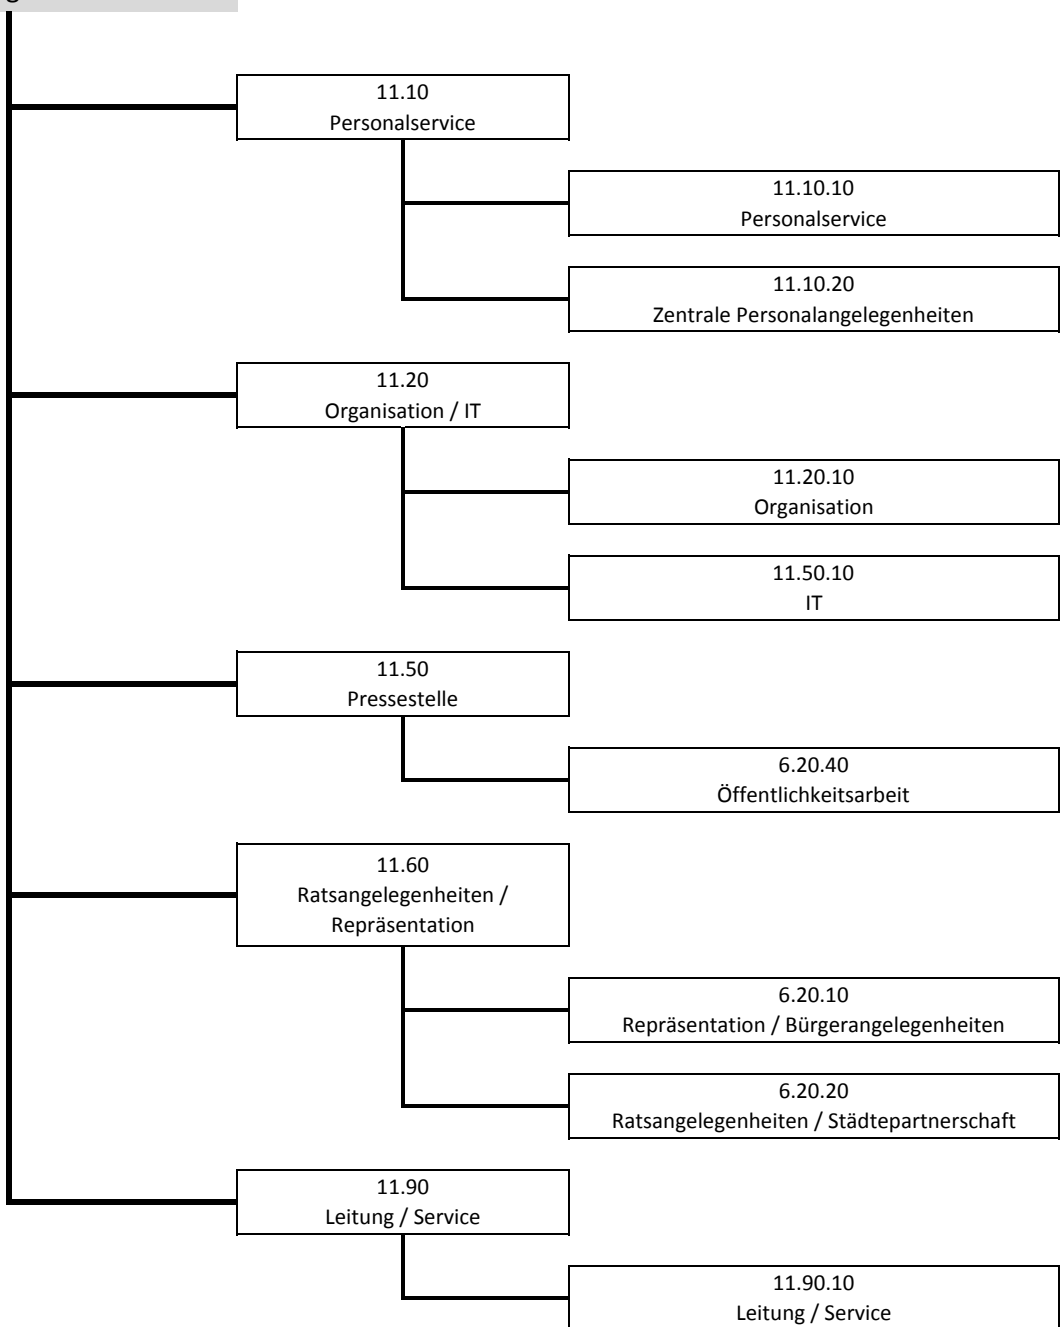 11.10
Personalservice
11.10.10
Personalservice
11.10.20
Zentrale Personalangelegenheiten
11.20
Organisation / IT
11.20.10
Organisation
11.50.10
IT
11.50
Pressestelle
6.20.40
Öffentlichkeitsarbeit
11.60
Ratsangelegenheiten /
Repräsentation
6.20.10
Repräsentation / Bürgerangelegenheiten
6.20.20
Ratsangelegenheiten / Städtepartnerschaft
11.90
Leitung / Service
11.90.10
Leitung / Service